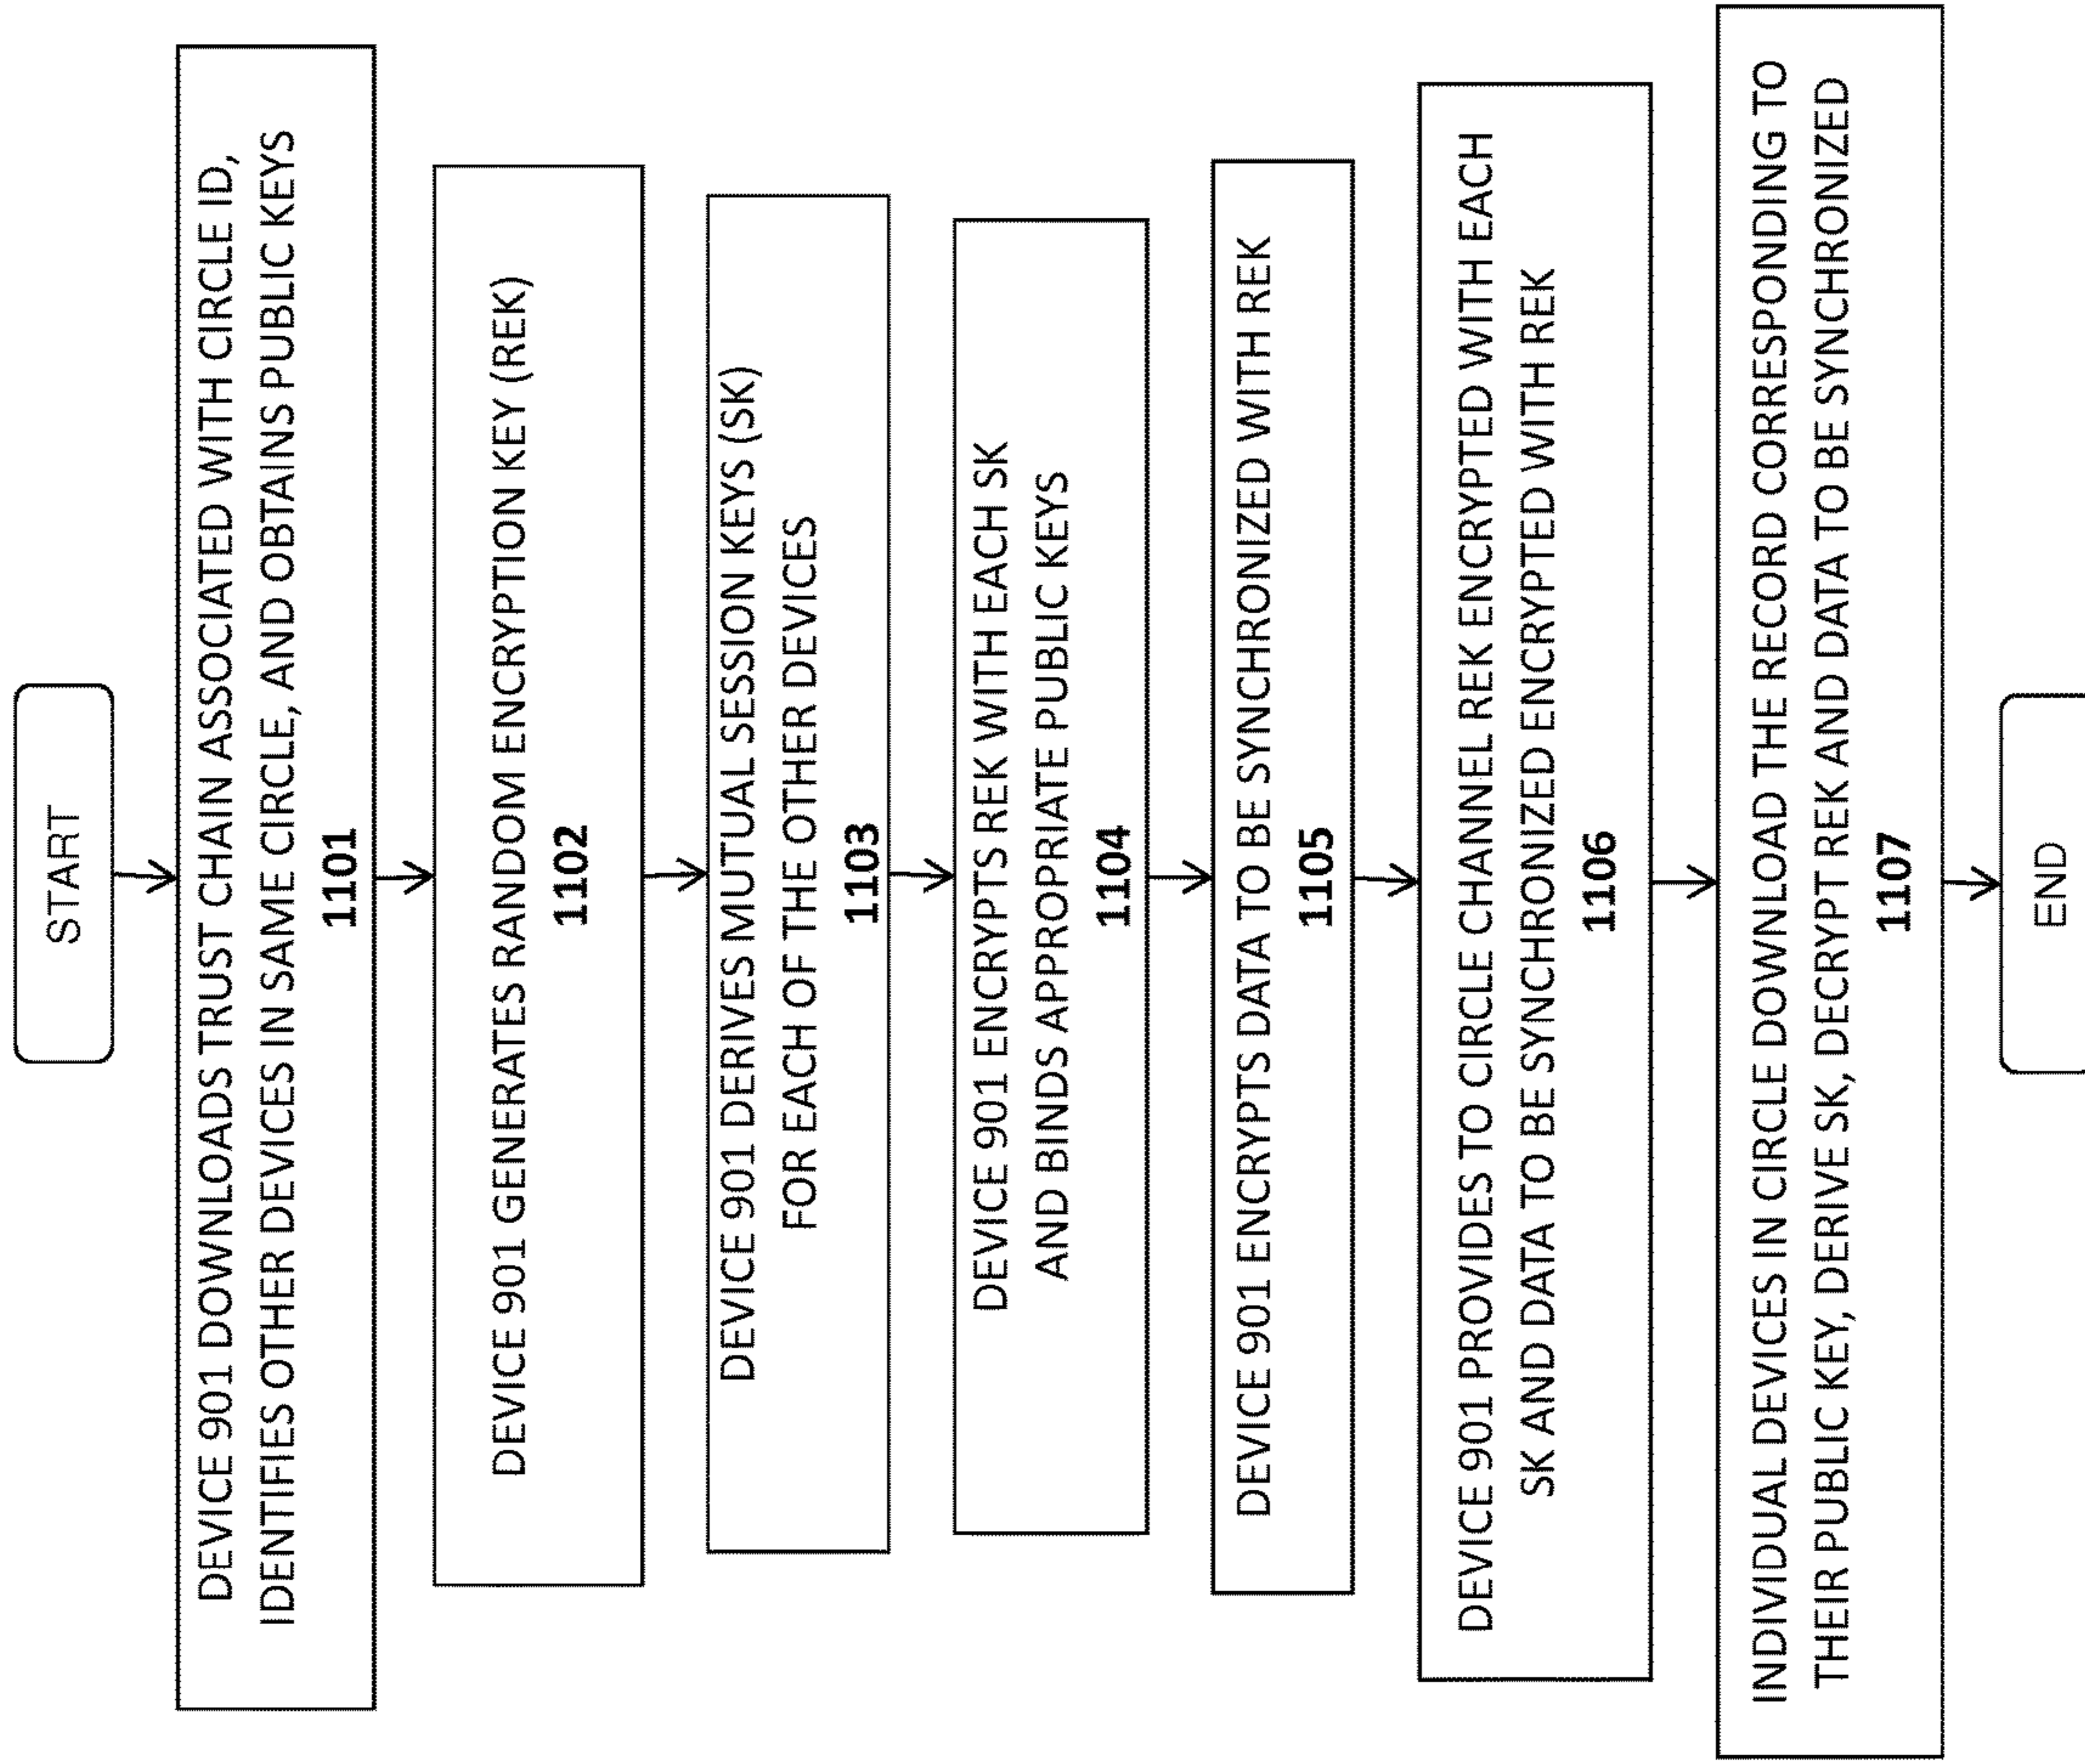 START
DEVICE 901 DOWNLOADS TRUST CHAIN ASSOCIATED WITH CIRCLE ID,
IDENTIFIES OTHER DEVICES IN SAME CIRCLE, AND OBTAINS PUBLIC KEYS
1101
DEVICE 901 GENERATES RANDOM ENCRYPTION KEY (REK)
1102
DEVICE 901 DERIVES MUTUAL SESSION KEYS (SK)
FOR EACH OF THE OTHER DEVICES
1103
DEVICE 901 ENCRYPTS REK WITH EACH SK
AND BINDS APPROPRIATE PUBLIC KEYS
1104
DEVICE 901 ENCRYPTS DATA TO BE SYNCHRONIZED WITH REK
1105
DEVICE 901 PROVIDES TO CIRCLE CHANNEL REK ENCRYPTED WITH EACH
SK AND DATA TO BE SYNCHRONIZED ENCRYPTED WITH REK
1106
INDIVIDUAL DEVICES IN CIRCLE DOWNLOAD THE RECORD CORRESPONDING TO
THEIR PUBLIC KEY, DERIVE SK, DECRYPT REK AND DATA TO BE SYNCHRONIZED
1107
END